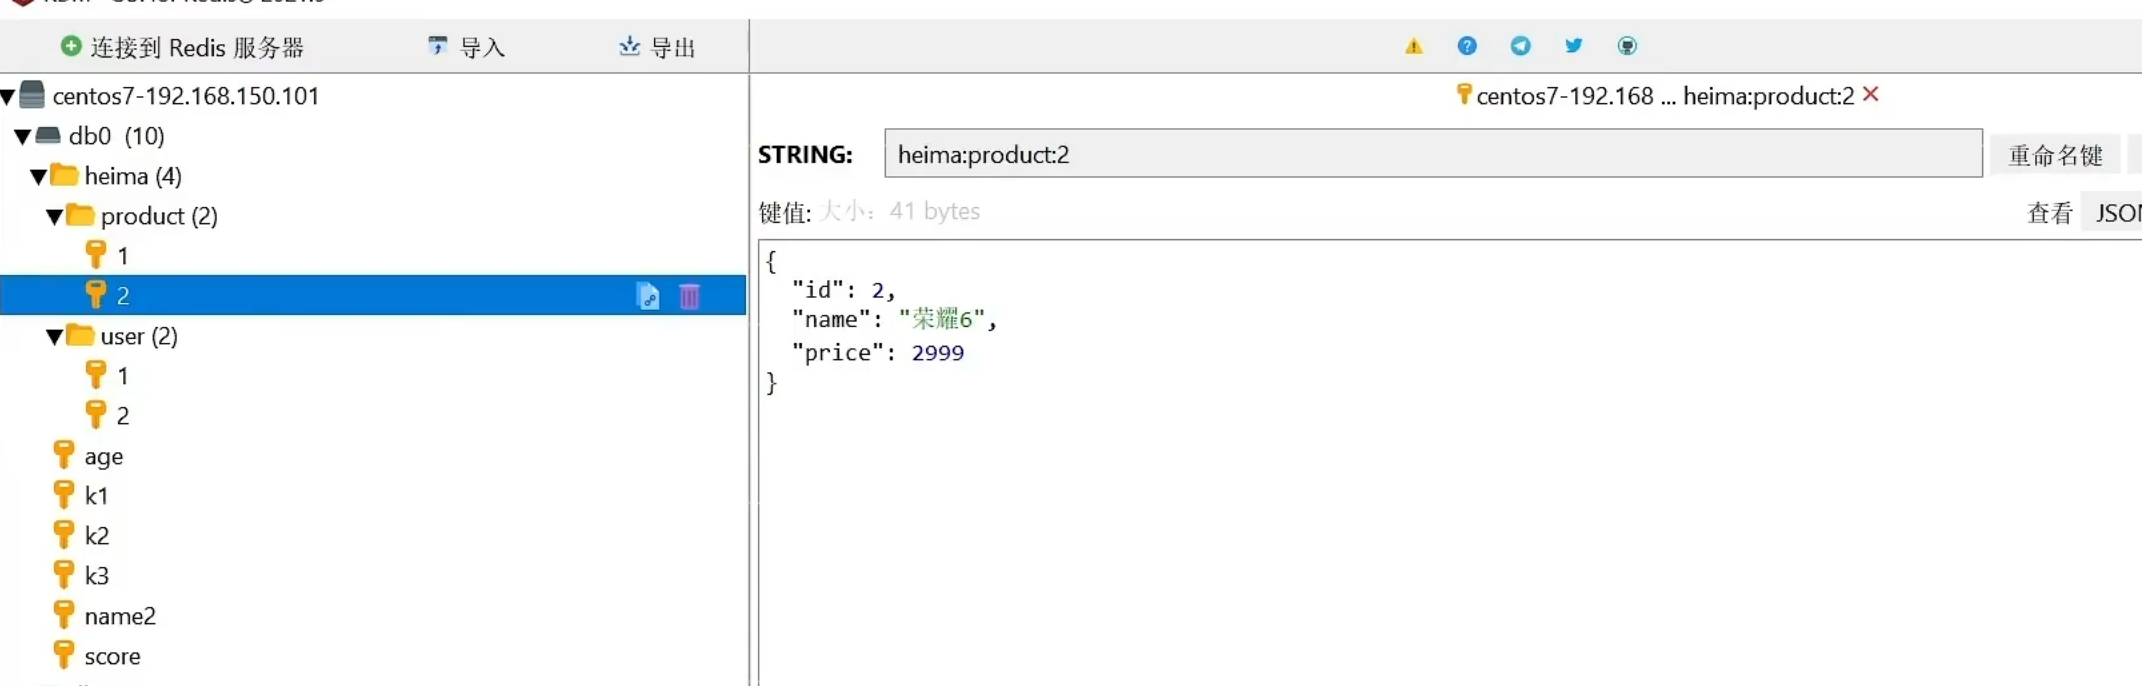 连接到 Redis 服务器 导入 导出
centos7-192.168.150.101
db0 (10)
heima (4)
product (2)
1
2
user (2)
1
2
age
k1
k2
k3
name2
score
centos7-192.168 ... heima:product:2
STRING: heima:product:2 重命名键
键值: 大小: 41 bytes 查看 JSON
{
"id": 2,
"name": "荣耀6",
"price": 2999
}